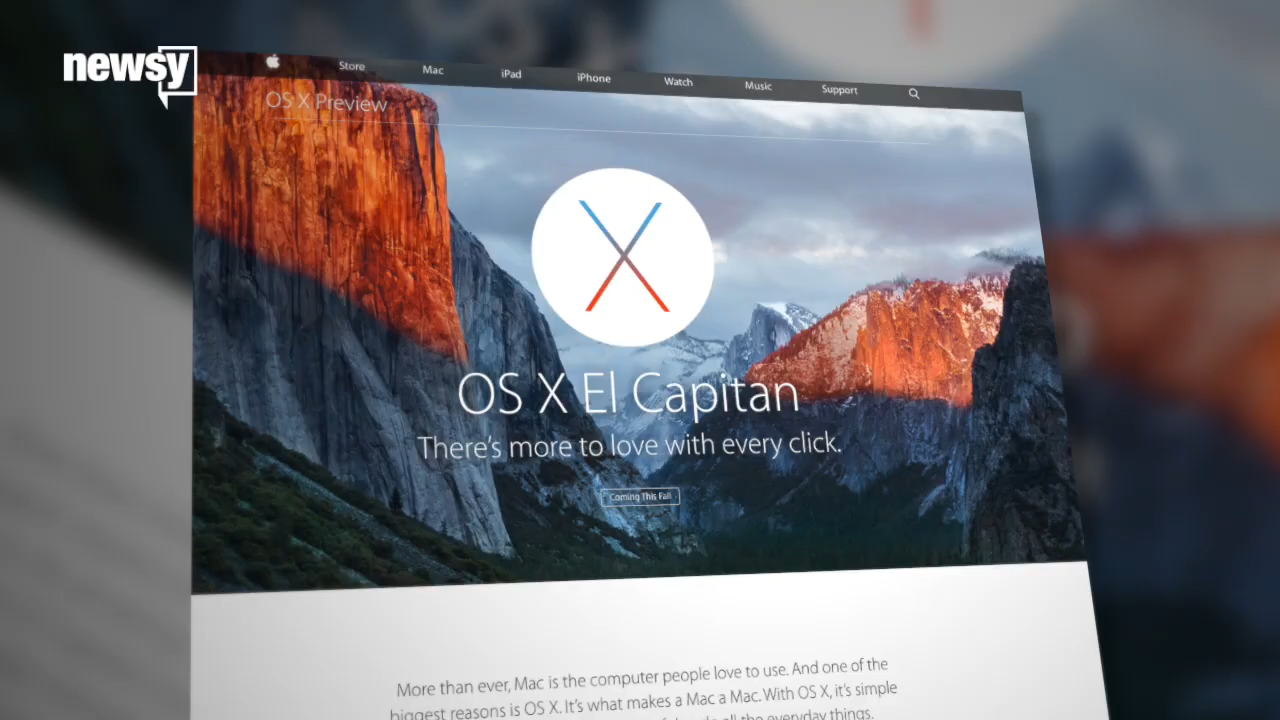 newsy
Store Mac iPad iPhone Watch Music Support
OS X Preview
X
OS X El Capitan
There's more to love with every click.
Coming This Fall
More than ever, Mac is the computer people love to use. And one of the
biggest reasons is OS X. It's what makes a Mac a Mac. With OS X, it's simple
all the everyday things.